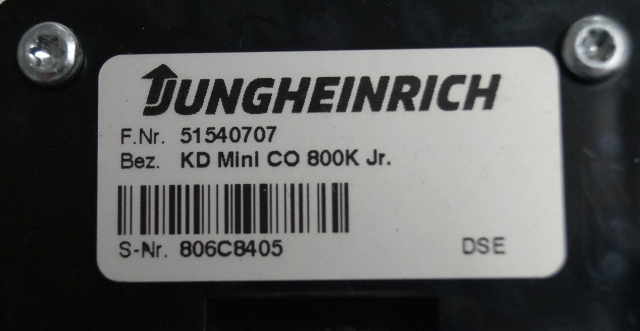 JUNGHEINRICH
F.Nr. 51540707
Bez. KD Mini CO 800K Jr.
S-Nr. 806C8405 DSE